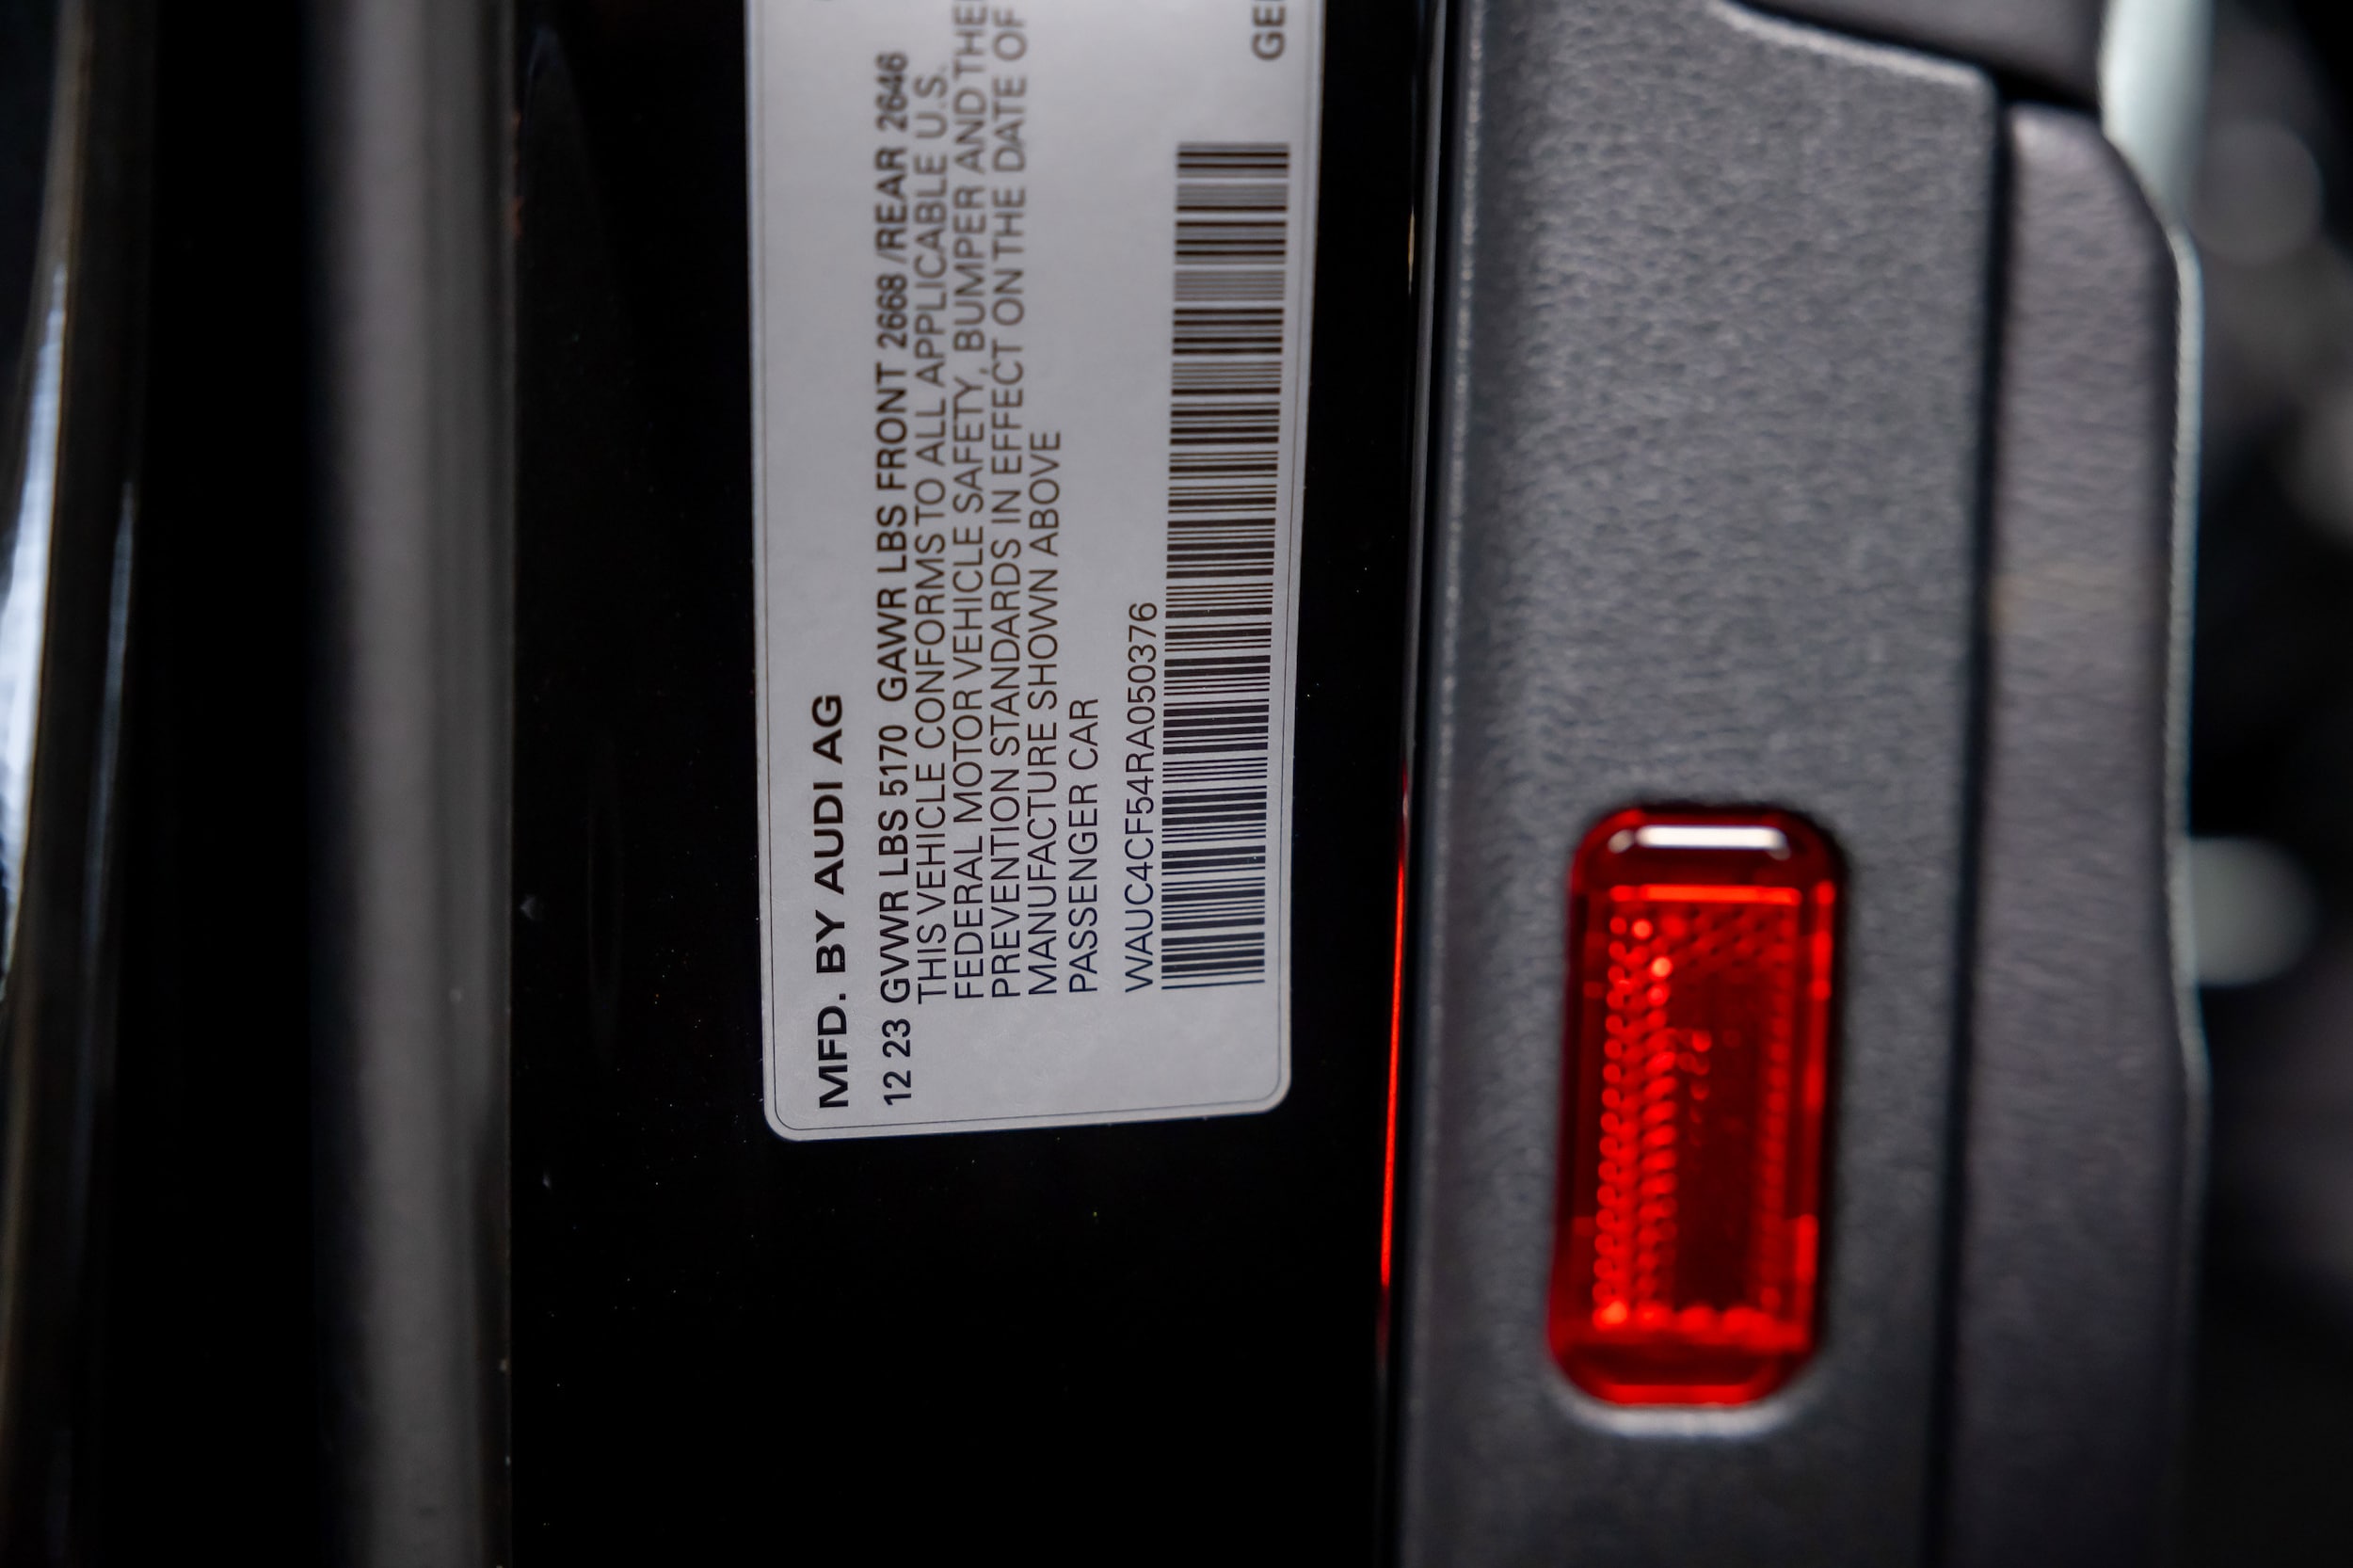 MFD. BY AUDI AG
12 23 GVWR LBS 5170 GAWR LBS FRONT 2668 /REAR 2646
THIS VEHICLE CONFORMS TO ALL APPLICABLE U.S.
FEDERAL MOTOR VEHICLE SAFETY, BUMPER AND
PREVENTION STANDARDS IN EFFECT ON THE DATE OF
MANUFACTURE SHOWN ABOVE
PASSENGER CAR
WAUC4CF54RA050376